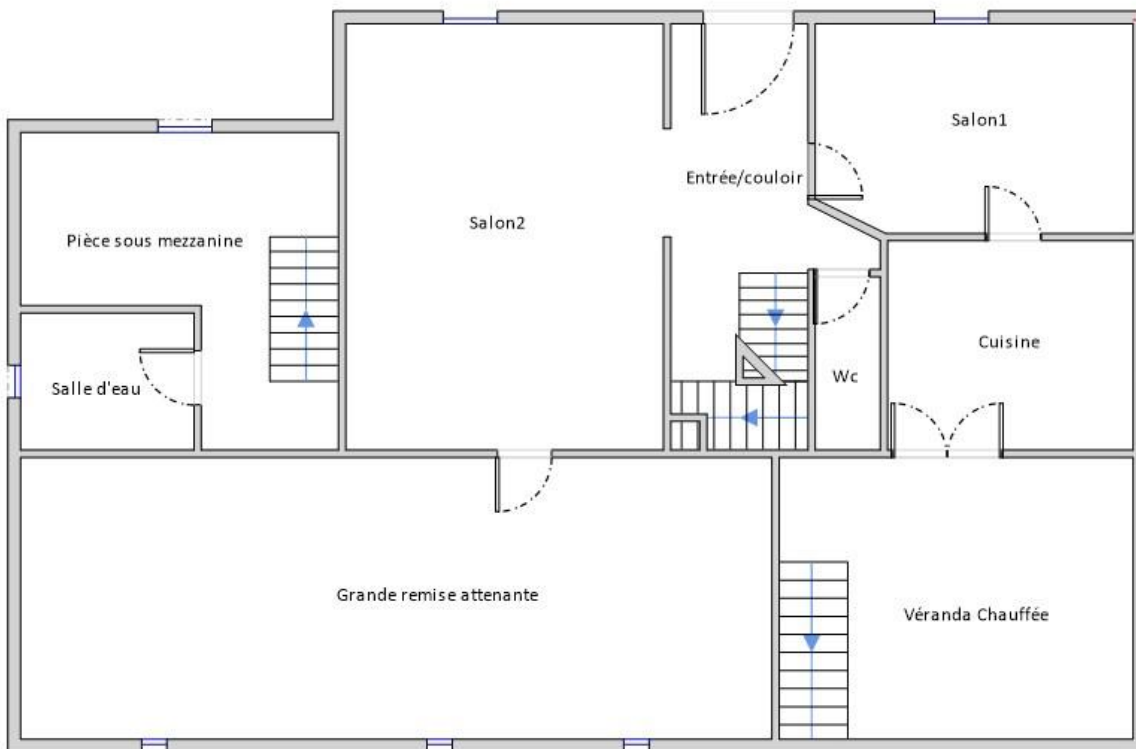 Salon1
Entrée/couloir
Salon2
Pièce sous mezzanine
Cuisine
Wc
Salle d'eau
Grande remise attenante
Véranda Chauffée